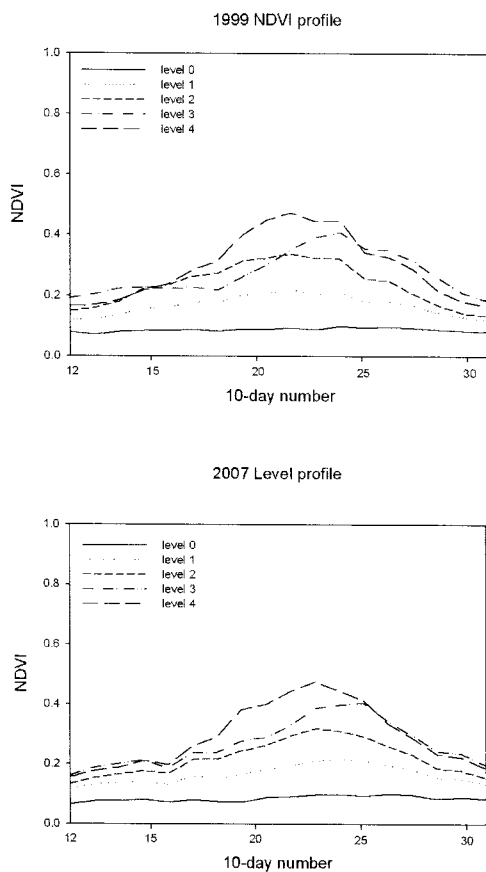 1999 NDVI profile
1.0
0.8
0.6
0.4
0.2
0.0
NDVI
level 0
level 1
level 2
level 3
level 4
12
15
20
25
30
10-day number
2007 Level profile
1.0
0.8
0.6
0.4
0.2
0.0
NDVI
level 0
level 1
level 2
level 3
level 4
12
15
20
25
30
10-day number